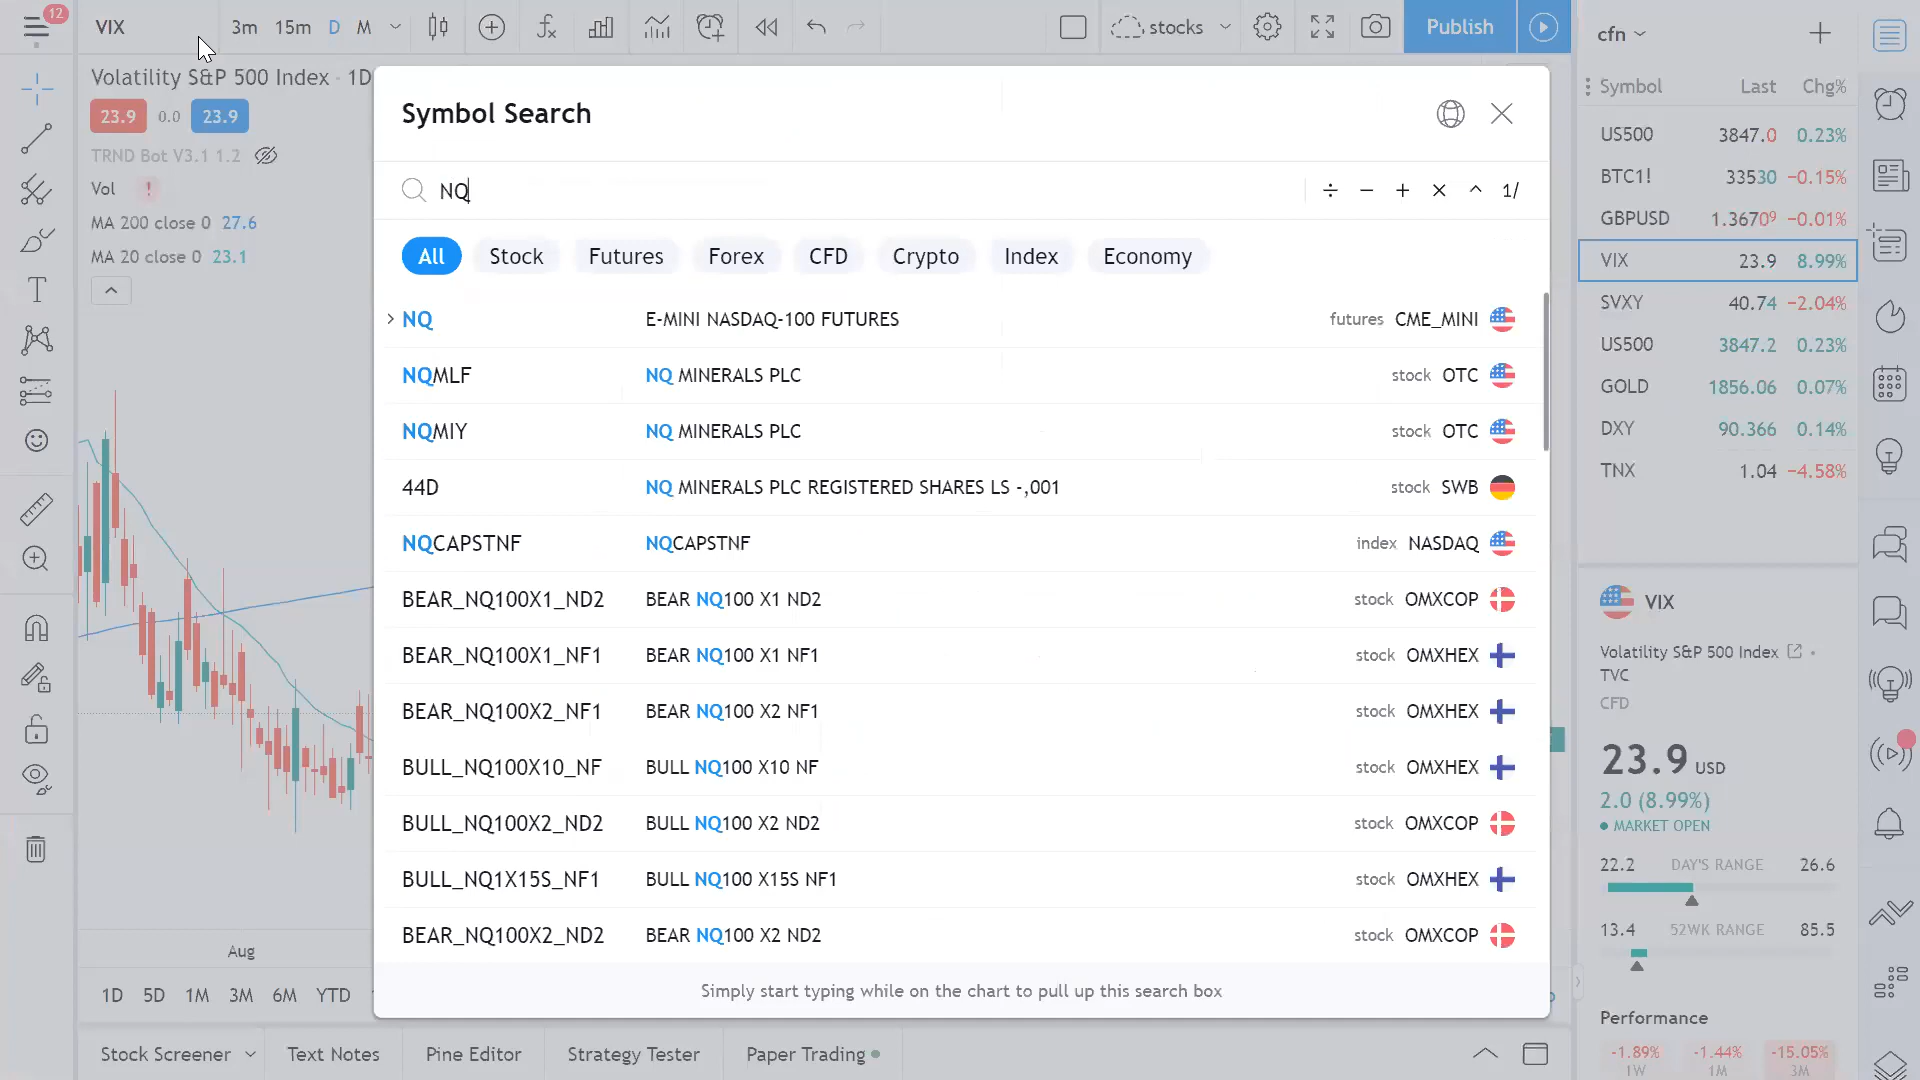 12
VIX
3m 15m D M
stocks
Publish
cfn
Volatility S&P 500 Index · 1D
23.9 0.0 23.9
TRND Bot V3.1 1.2
Vol !
MA 200 close 0 27.6
MA 20 close 0 23.1
Aug
1D 5D 1M 3M 6M YTD
Symbol Search
NQ
÷ − + × ^ 1/
All Stock Futures Forex CFD Crypto Index Economy
NQ E-MINI NASDAQ-100 FUTURES futures CME_MINI
NQMLF NQ MINERALS PLC stock OTC
NQMIY NQ MINERALS PLC stock OTC
44D NQ MINERALS PLC REGISTERED SHARES LS -,001 stock SWB
NQCAPSTNF NQCAPSTNF index NASDAQ
BEAR_NQ100X1_ND2 BEAR NQ100 X1 ND2 stock OMXCOP
BEAR_NQ100X1_NF1 BEAR NQ100 X1 NF1 stock OMXHEX
BEAR_NQ100X2_NF1 BEAR NQ100 X2 NF1 stock OMXHEX
BULL_NQ100X10_NF BULL NQ100 X10 NF stock OMXHEX
BULL_NQ100X2_ND2 BULL NQ100 X2 ND2 stock OMXCOP
BULL_NQ1X15S_NF1 BULL NQ100 X15S NF1 stock OMXHEX
BEAR_NQ100X2_ND2 BEAR NQ100 X2 ND2 stock OMXCOP
Simply start typing while on the chart to pull up this search box
Symbol Last Chg%
US500 3847.0 0.23%
BTC1! 33530 −0.15%
GBPUSD 1.36709 −0.01%
VIX 23.9 8.99%
SVXY 40.74 −2.04%
US500 3847.2 0.23%
GOLD 1856.06 0.07%
DXY 90.366 0.14%
TNX 1.04 −4.58%
VIX
Volatility S&P 500 Index •
TVC
CFD
23.9 USD
2.0 (8.99%)
• MARKET OPEN
22.2 DAY'S RANGE 26.6
13.4 52WK RANGE 85.5
Performance
-1.89% -1.44% -15.05%
1W 1M 3M
Stock Screener Text Notes Pine Editor Strategy Tester Paper Trading